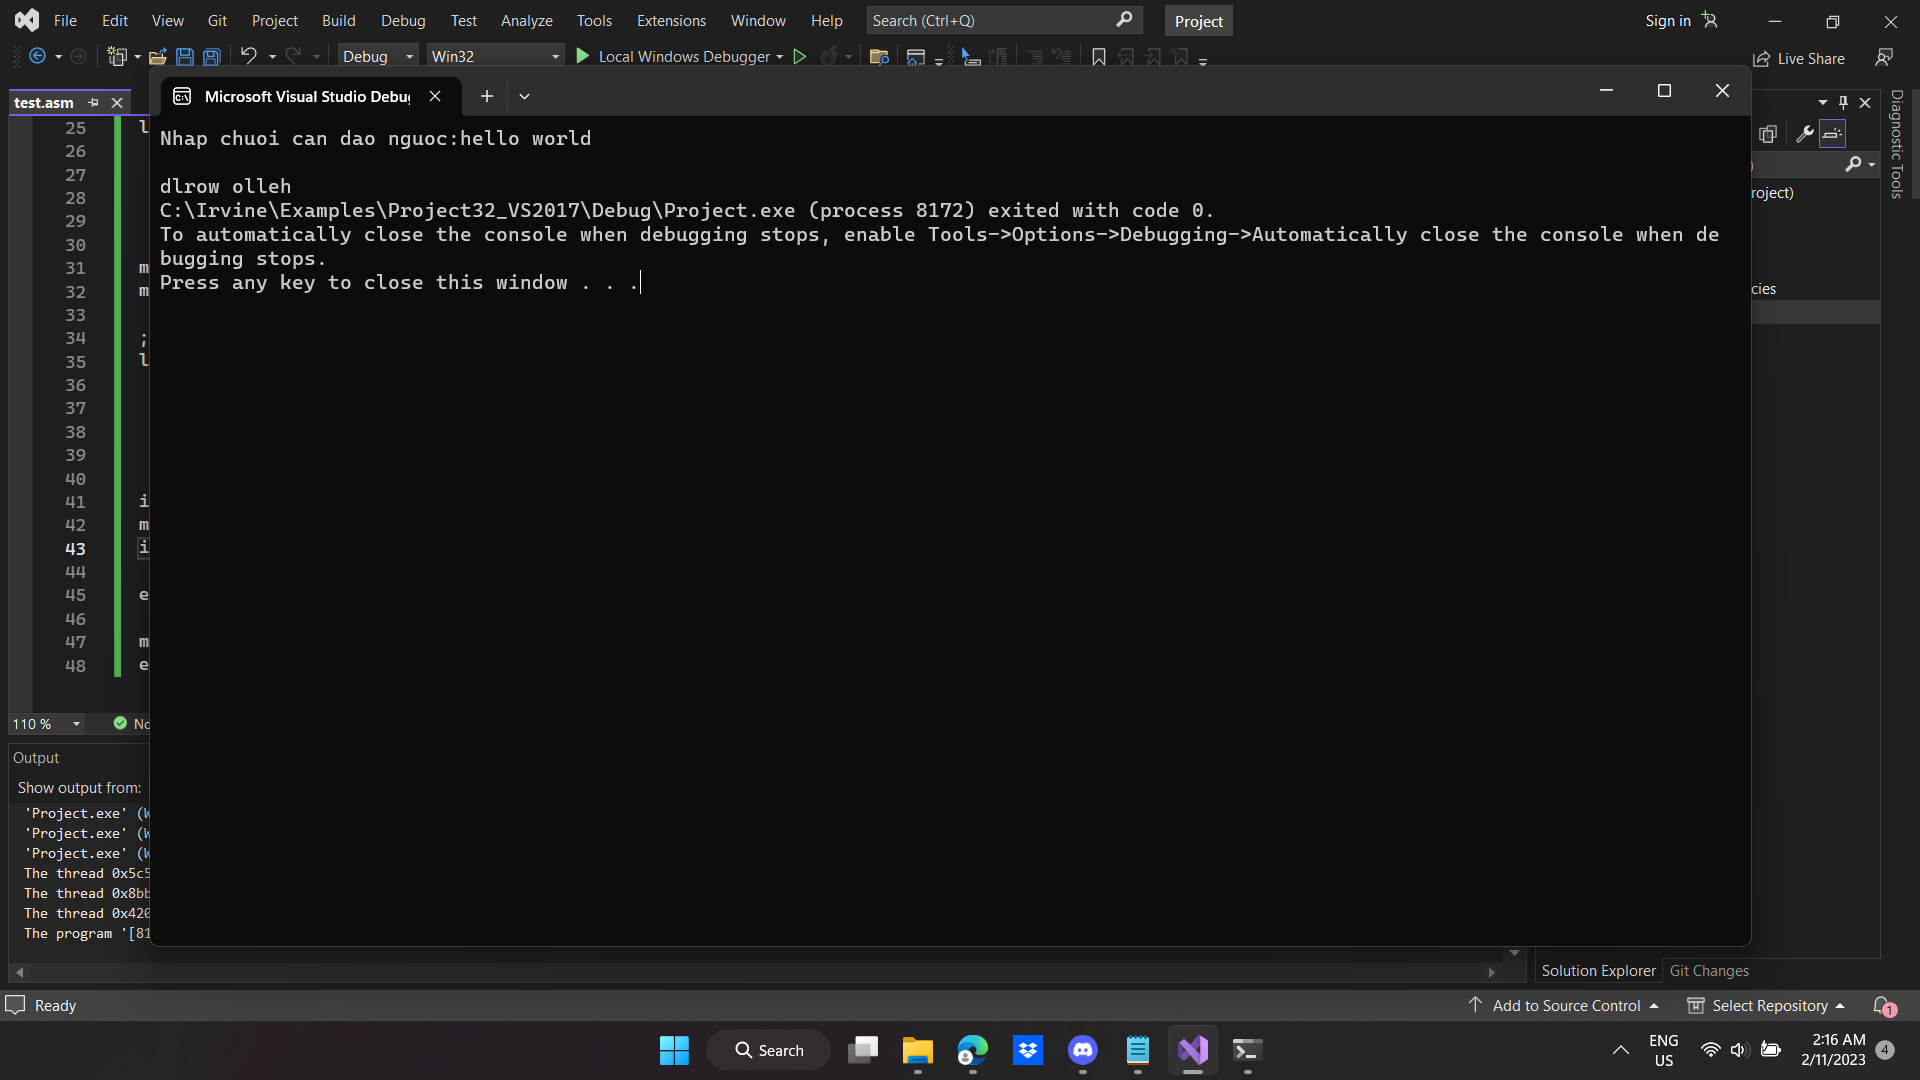 File Edit View Git Project Build Debug Test Analyze Tools Extensions Window Help Search (Ctrl+Q) Project Sign in
Debug Win32 Local Windows Debugger Live Share
test.asm
Microsoft Visual Studio Debug
Diagnostic Tools
Nhap chuoi can dao nguoc:hello world
dlrow olleh
C:\Irvine\Examples\Project32_VS2017\Debug\Project.exe (process 8172) exited with code 0.
To automatically close the console when debugging stops, enable Tools->Options->Debugging->Automatically close the console when de
bugging stops.
Press any key to close this window . . .
25 l
26
27
28
29
30
31 m
32 m
33
34 ;
35 l
36
37
38
39
40
41 i
42 m
43 i
44
45 e
46
47 m
48 e
)
roject)
cies
110 % No
Output
Show output from:
'Project.exe' (W
'Project.exe' (W
'Project.exe' (W
The thread 0x5c5
The thread 0x8bb
The thread 0x420
The program '[81
Solution Explorer Git Changes
Ready Add to Source Control Select Repository 1
Search ENG
US
2:16 AM
2/11/2023
4